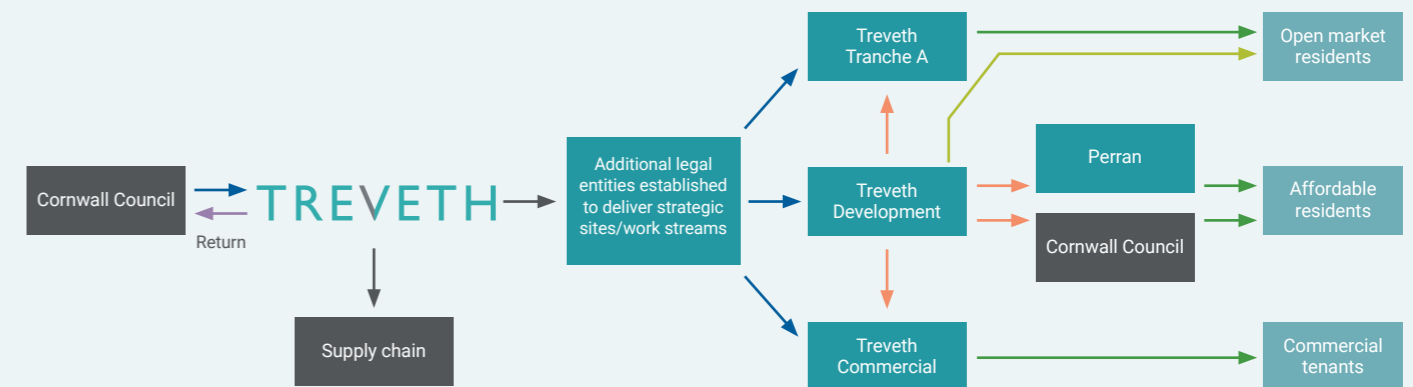 Cornwall Council
Return
TREVETH
Supply chain
Additional legal
entities established
to deliver strategic
sites/work streams
Treveth
Tranche A
Treveth
Development
Treveth
Commercial
Perran
Cornwall Council
Open market
residents
Affordable
residents
Commercial
tenants